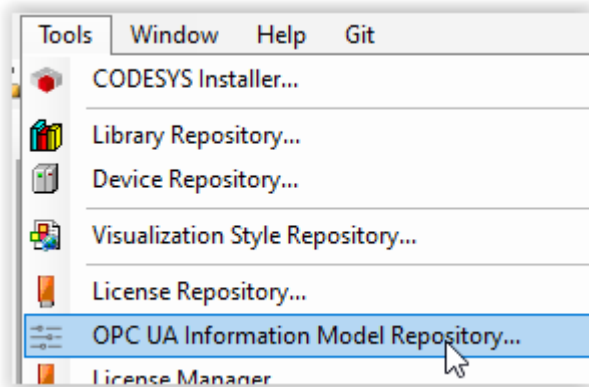 Tools Window Help Git
CODESYS Installer...
Library Repository...
Device Repository...
Visualization Style Repository...
License Repository...
OPC UA Information Model Repository...
License Manager